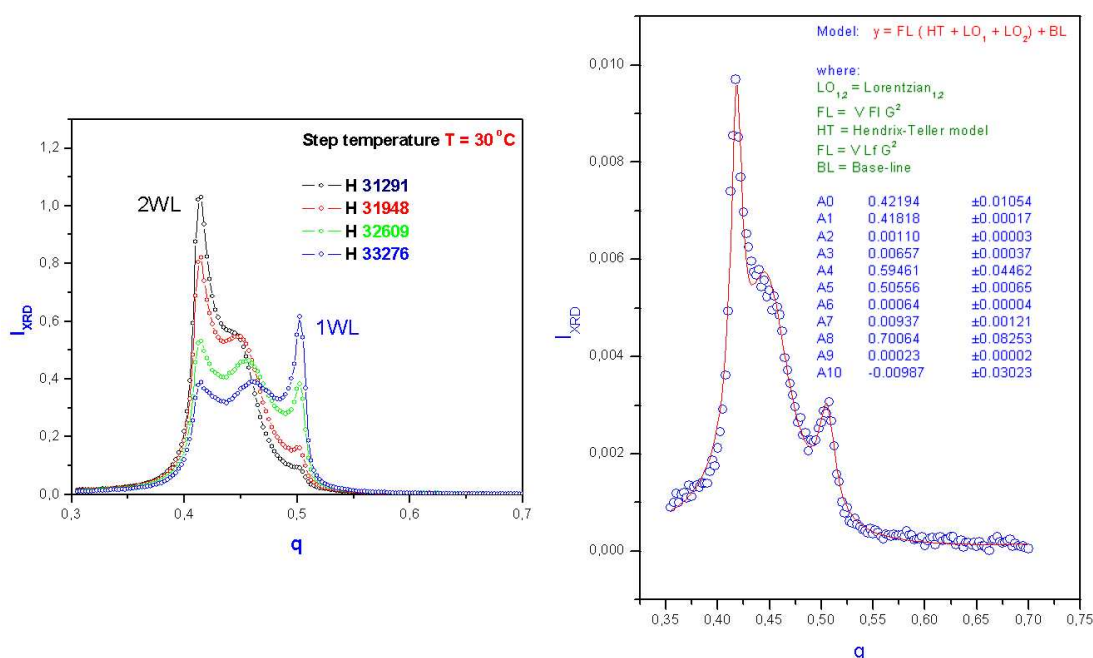 Step temperature T = 30 °C
H 31291
H 31948
H 32609
H 33276
2WL
1WL
1,2
1,0
0,8
0,6
0,4
0,2
0,0
I_XRD
0,3 0,4 0,5 0,6 0,7
q
Model: y = FL ( HT + LO_1 + LO_2) + BL
where:
LO_1,2 = Lorentzian_1,2
FL = V Fl G²
HT = Hendrix-Teller model
FL = V Lf G²
BL = Base-line
A0 0.42194 ±0.01054
A1 0.41818 ±0.00017
A2 0.00110 ±0.00003
A3 0.00657 ±0.00037
A4 0.59461 ±0.04462
A5 0.50556 ±0.00065
A6 0.00064 ±0.00004
A7 0.00937 ±0.00121
A8 0.70064 ±0.08253
A9 0.00023 ±0.00002
A10 -0.00987 ±0.03023
0,010
0,008
0,006
0,004
0,002
0,000
I_XRD
0,35 0,40 0,45 0,50 0,55 0,60 0,65 0,70 0,75
q